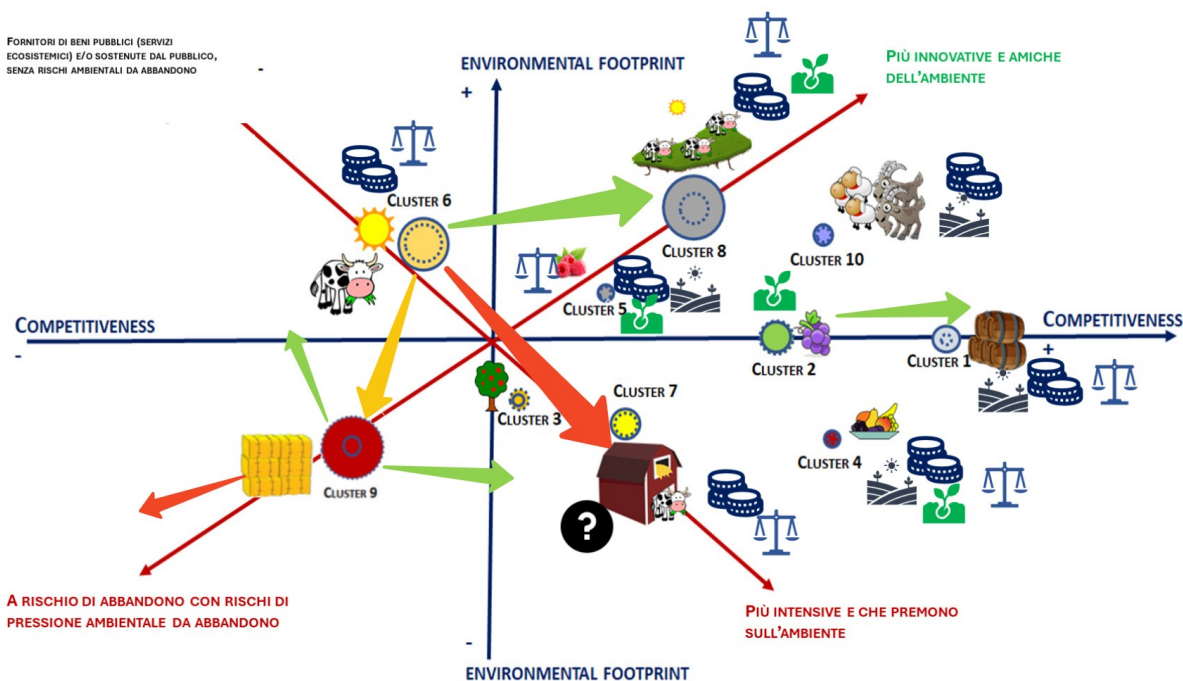 FORNITORI DI BENI PUBBLICI (SERVIZI
ECOSISTEMICI) E/O SOSTENUTE DAL PUBBLICO,
SENZA RISCHI AMBIENTALI DA ABBANDONO
-
ENVIRONMENTAL FOOTPRINT
+
PIÙ INNOVATIVE E AMICHE
DELL'AMBIENTE
CLUSTER 6
CLUSTER 8
CLUSTER 10
CLUSTER 5
COMPETITIVENESS
-
COMPETITIVENESS
+
CLUSTER 2
CLUSTER 1
CLUSTER 7
CLUSTER 3
CLUSTER 4
CLUSTER 9
?
A RISCHIO DI ABBANDONO CON RISCHI DI
PRESSIONE AMBIENTALE DA ABBANDONO
PIÙ INTENSIVE E CHE PREMONO
SULL'AMBIENTE
-
ENVIRONMENTAL FOOTPRINT